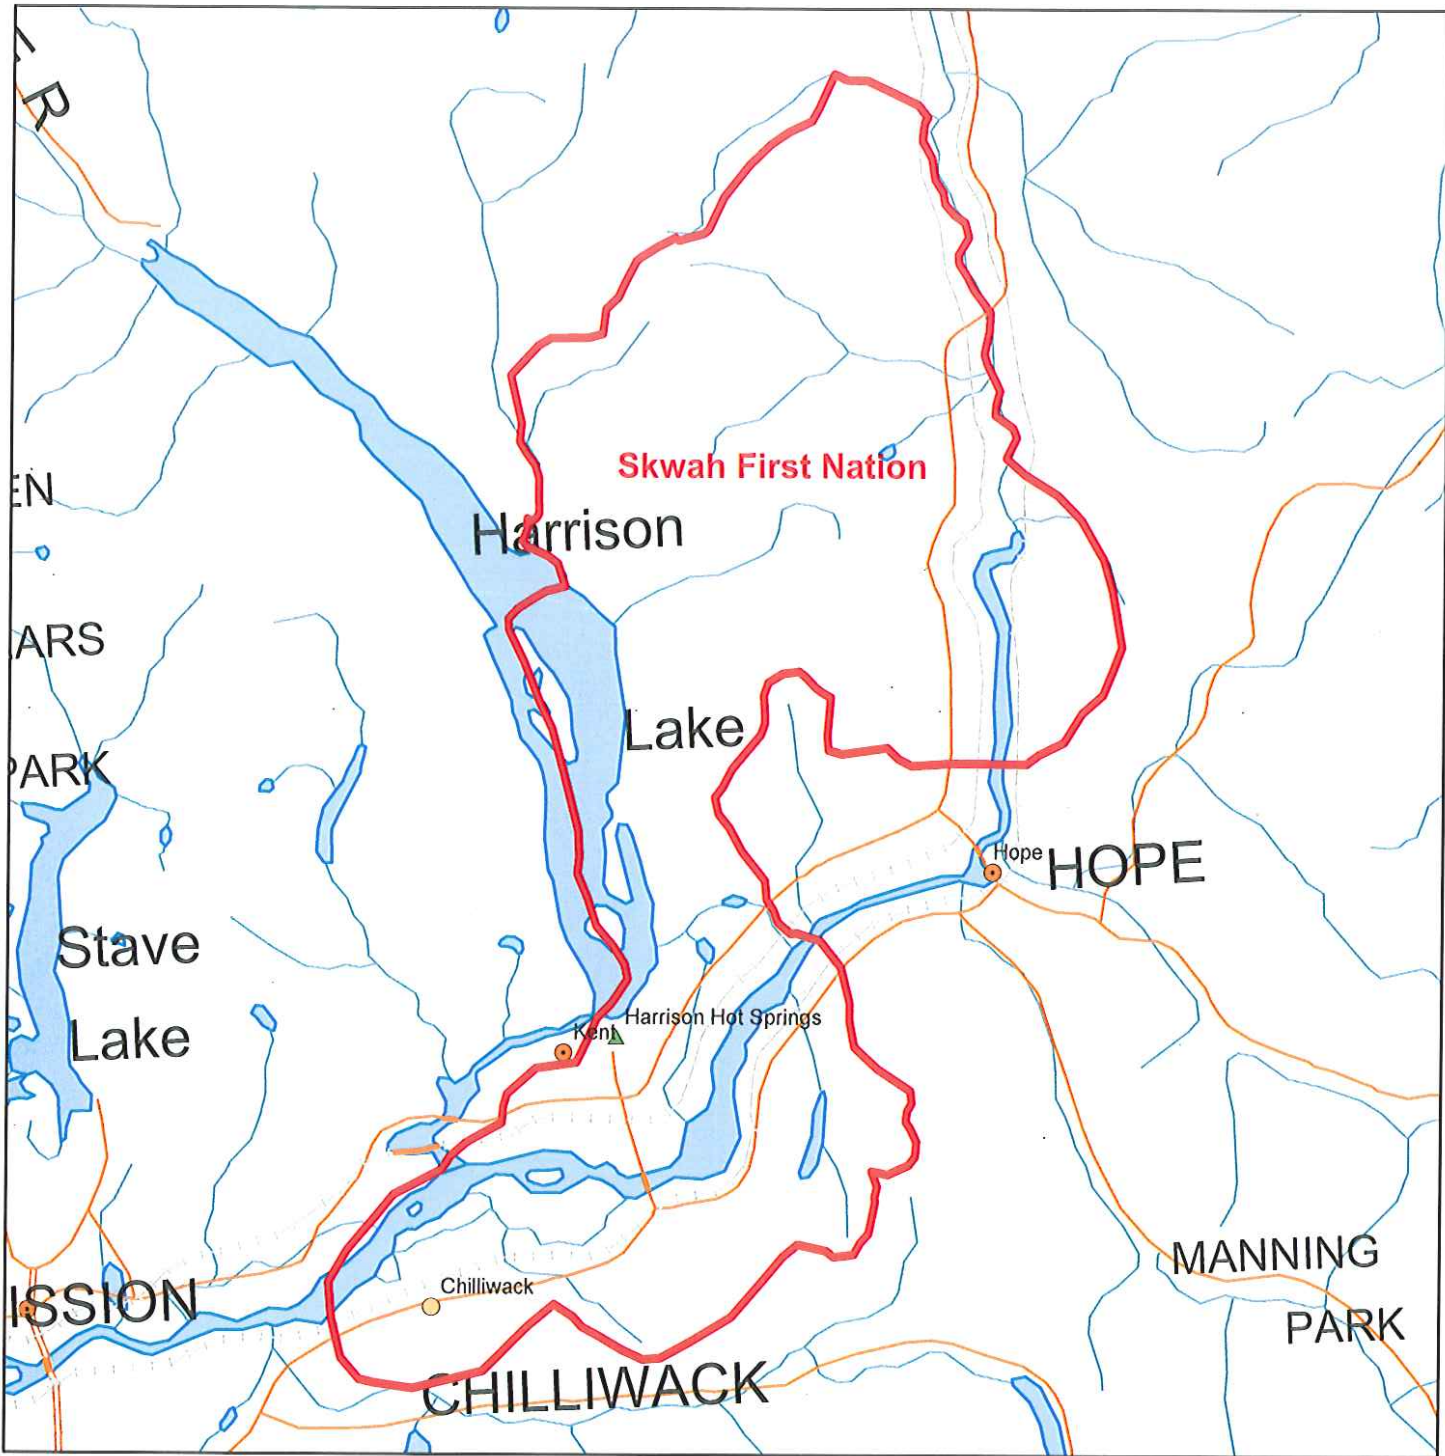 ER
Skwah First Nation
EN
Harrison
ARS
Lake
PARK
Hope
HOPE
Stave
Lake
Harrison Hot Springs
Kent
MANNING
Chilliwack
ISSION
PARK
CHILLIWACK